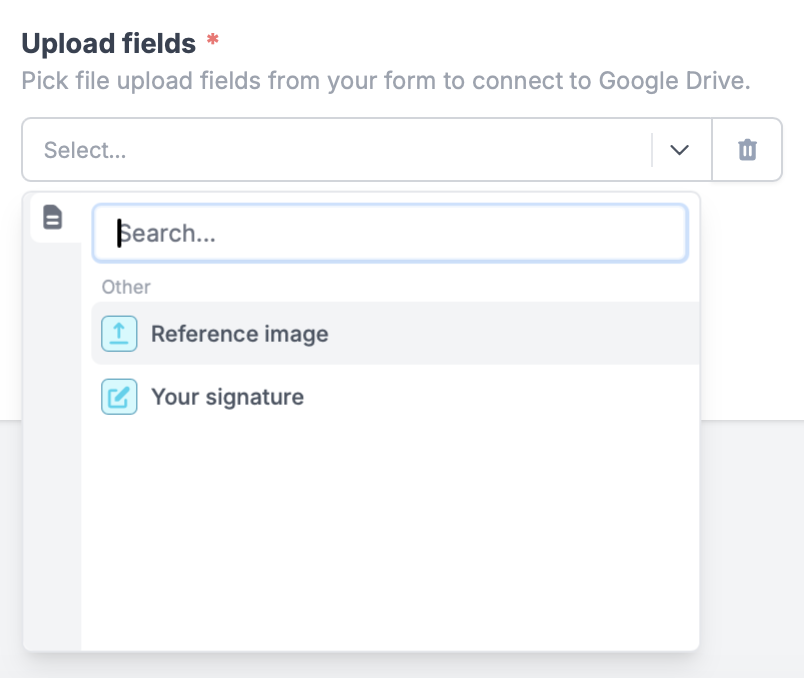 Upload fields *
Pick file upload fields from your form to connect to Google Drive.
Select...
Search...
Other
Reference image
Your signature